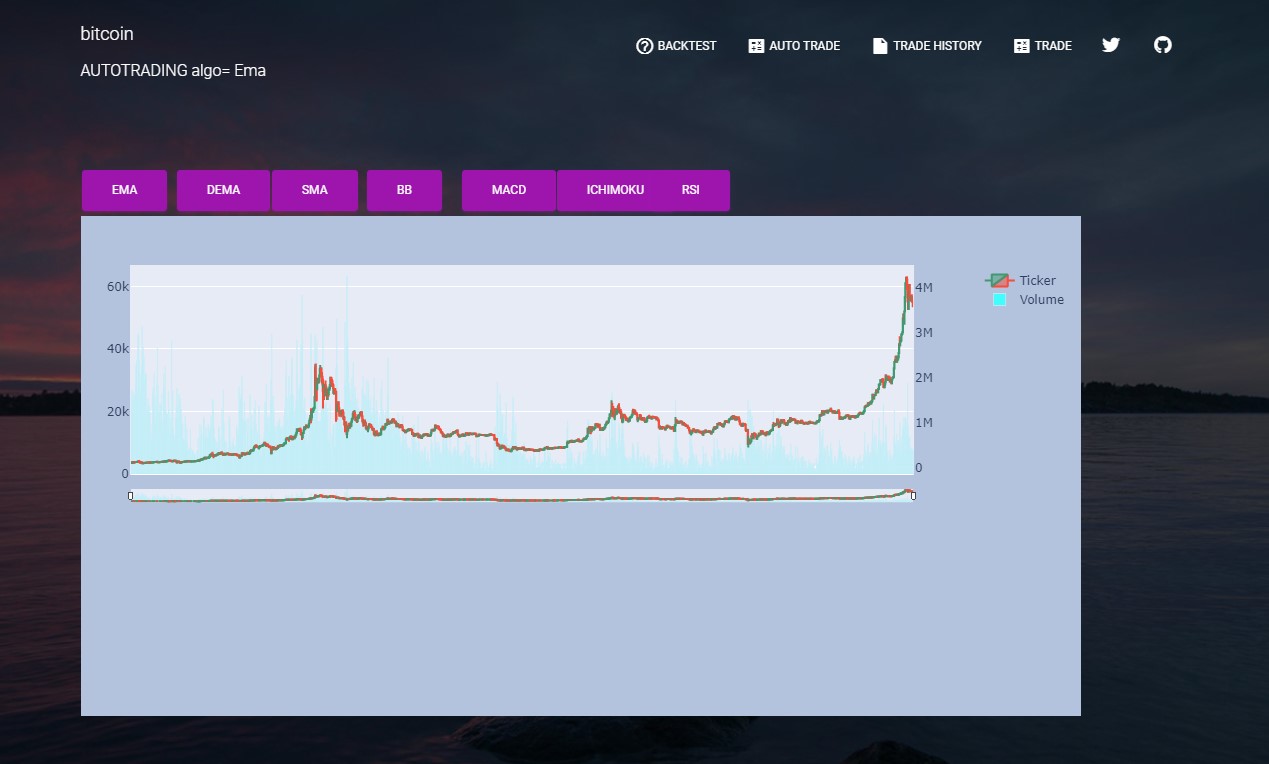 bitcoin
BACKTEST AUTO TRADE TRADE HISTORY TRADE
AUTOTRADING algo= Ema
EMA DEMA SMA BB MACD ICHIMOKU RSI
Ticker
Volume
60k
40k
20k
0
4M
3M
2M
1M
0